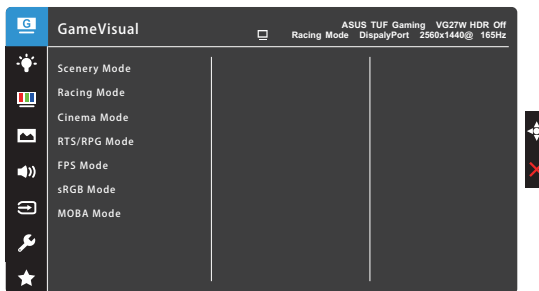 G
GameVisual
ASUS TUF Gaming VG27W HDR Off
Racing Mode DispalyPort 2560x1440@ 165Hz
Scenery Mode
Racing Mode
Cinema Mode
RTS/RPG Mode
FPS Mode
sRGB Mode
MOBA Mode